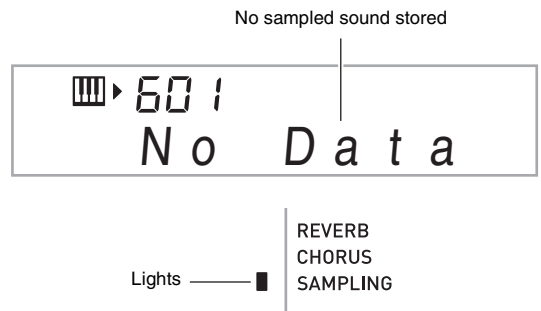 No sampled sound stored
601
No Data
REVERB
CHORUS
Lights
SAMPLING